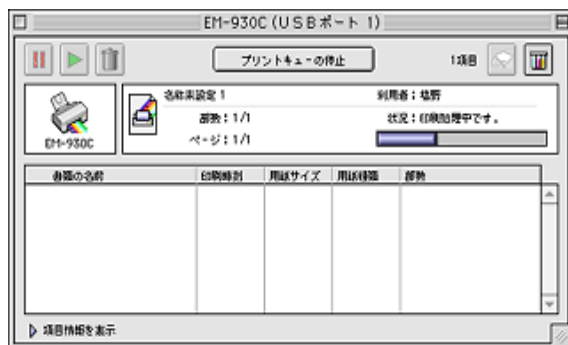 EM-930C (USBポート 1)
プリントキューの停止
1項目
EM-930C
名称未設定 1
利用者：塩野
部数：1/1
状況：印刷処理中です。
ページ：1/1
書類の名前 印刷時刻 用紙サイズ 用紙種類 部数
項目情報を表示